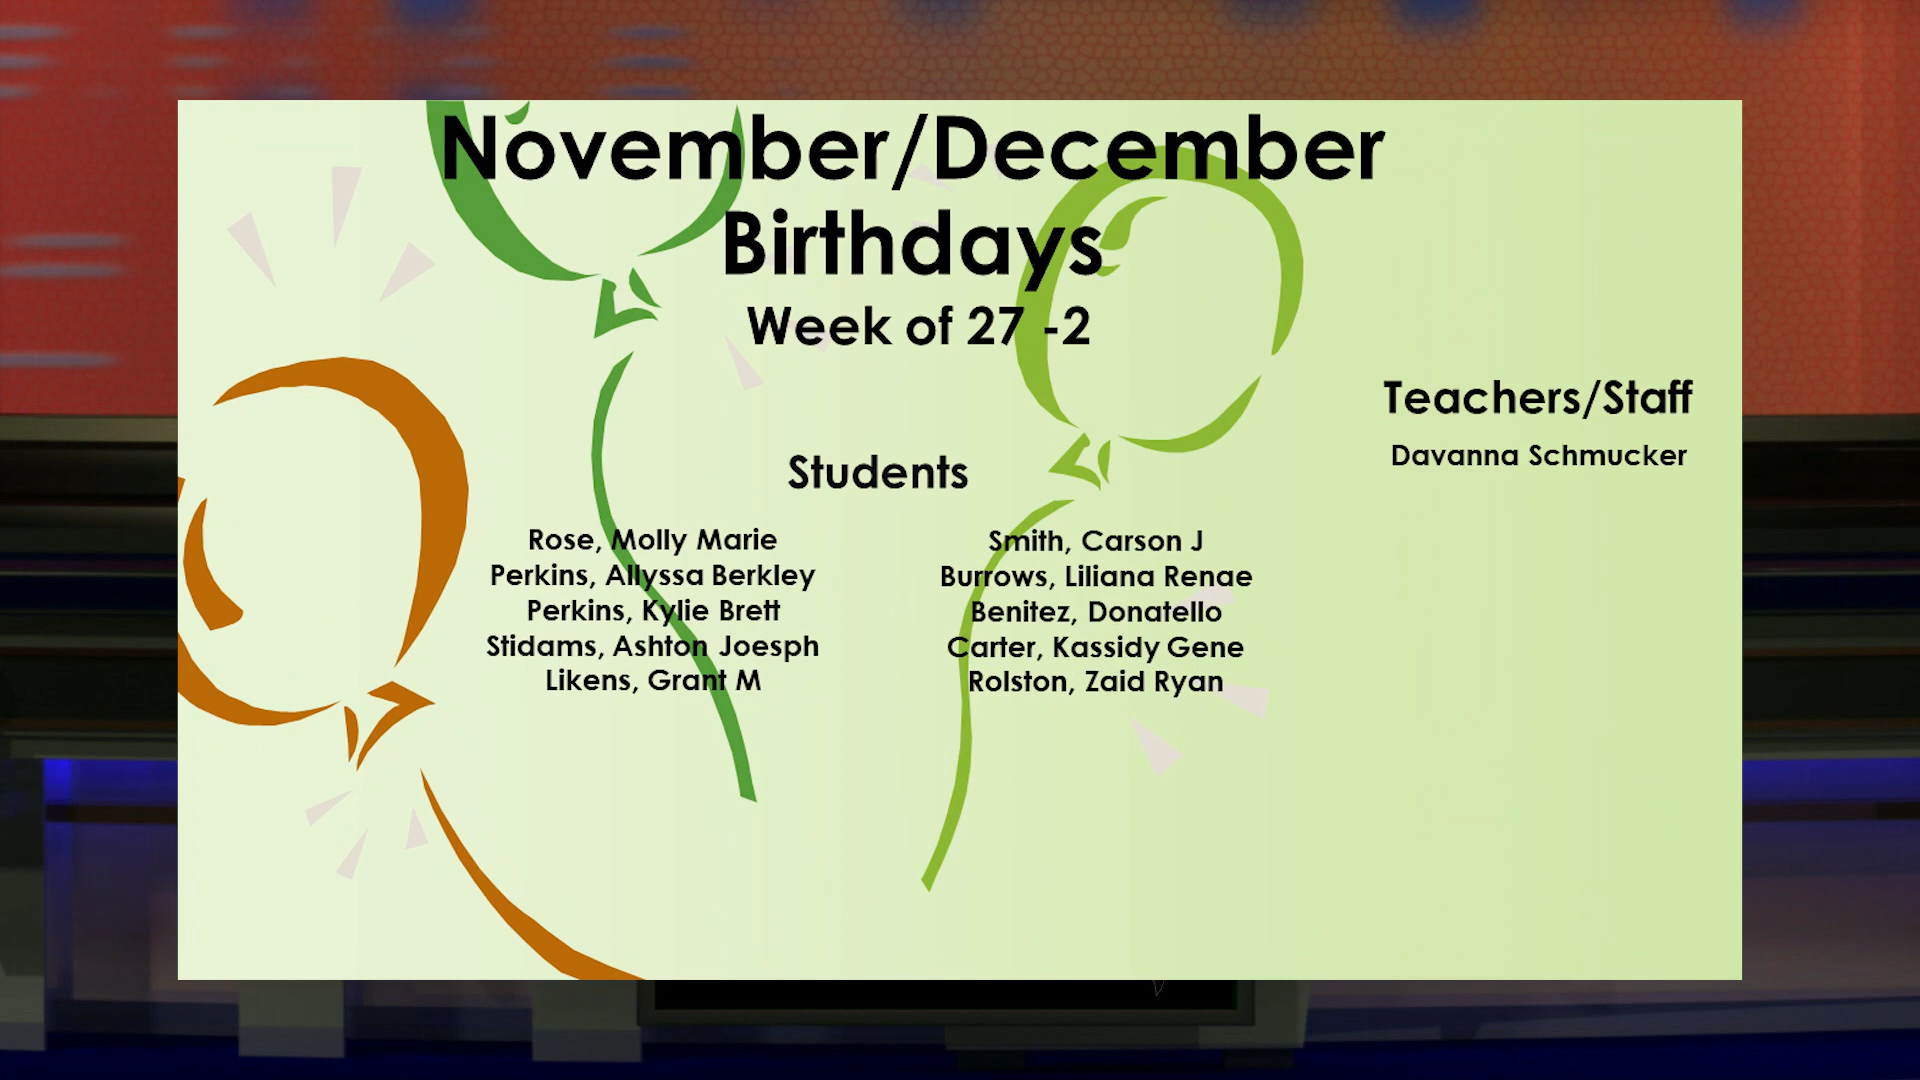 November/December
Birthdays
Week of 27 -2
Teachers/Staff
Davanna Schmucker
Students
Rose, Molly Marie
Perkins, Allyssa Berkley
Perkins, Kylie Brett
Stidams, Ashton Joesph
Likens, Grant M
Smith, Carson J
Burrows, Liliana Renae
Benitez, Donatello
Carter, Kassidy Gene
Rolston, Zaid Ryan